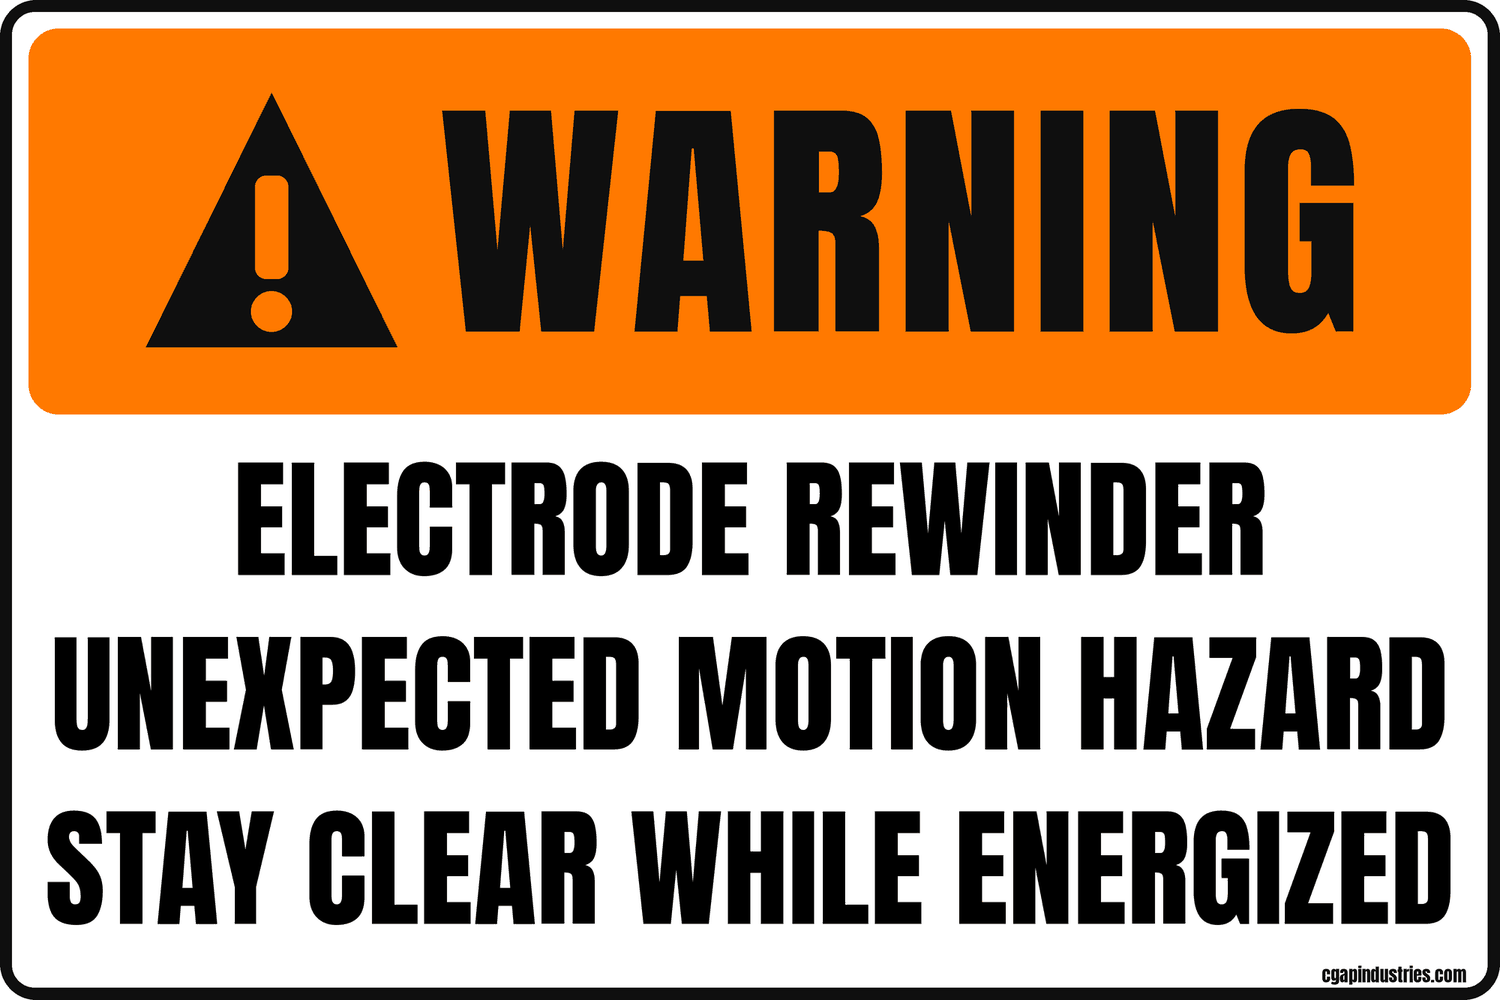 WARNING
ELECTRODE REWINDER
UNEXPECTED MOTION HAZARD
STAY CLEAR WHILE ENERGIZED
cgapindustries.com